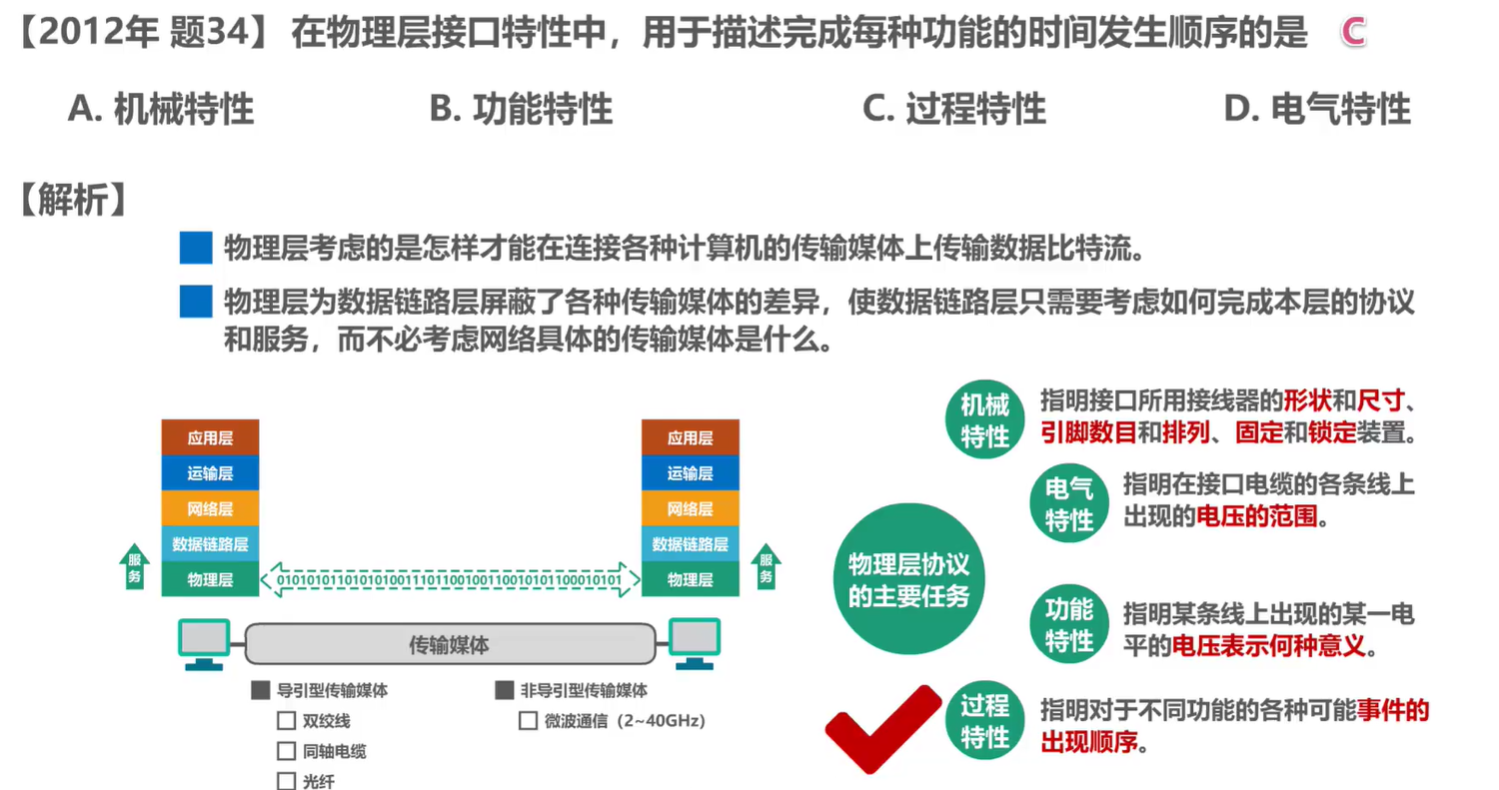 【2012年 题34】 在物理层接口特性中，用于描述完成每种功能的时间发生顺序的是 C
A. 机械特性 B. 功能特性 C. 过程特性 D. 电气特性
【解析】
物理层考虑的是怎样才能在连接各种计算机的传输媒体上传输数据比特流。
物理层为数据链路层屏蔽了各种传输媒体的差异，使数据链路层只需要考虑如何完成本层的协议
和服务，而不必考虑网络具体的传输媒体是什么。
应用层
运输层
网络层
数据链路层
物理层
服务
010101011010101001110110010011001010110001010​1
应用层
运输层
网络层
数据链路层
物理层
服务
传输媒体
导引型传输媒体
双绞线
同轴电缆
光纤
非导引型传输媒体
微波通信（2~40GHz）
物理层协议
的主要任务
机械
特性
指明接口所用接线器的形状和尺寸、
引脚数目和排列、固定和锁定装置。
电气
特性
指明在接口电缆的各条线上
出现的电压的范围。
功能
特性
指明某条线上出现的某一电
平的电压表示何种意义。
过程
特性
指明对于不同功能的各种可能事件的
出现顺序。